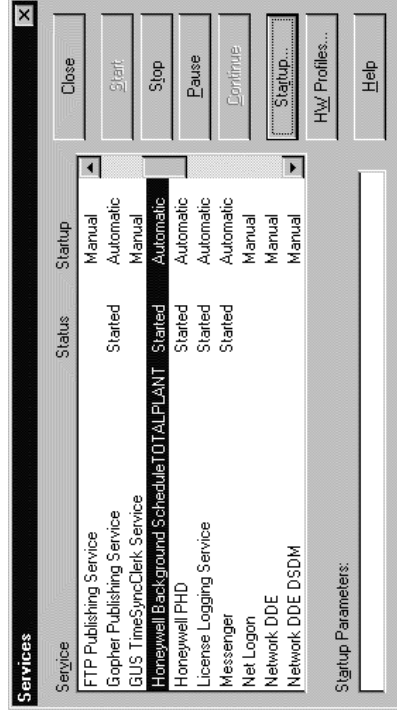 Services
Service Status Startup
FTP Publishing Service Manual
Gopher Publishing Service Started Automatic
GUS TimeSyncClerk Service Manual
Honeywell Background ScheduleTOTALPLANT Started Automatic
Honeywell PHD Started Automatic
License Logging Service Started Automatic
Messenger Started Automatic
Net Logon Manual
Network DDE Manual
Network DDE DSDM Manual
Startup Parameters:
Close
Start
Stop
Pause
Continue
Startup...
HW Profiles...
Help